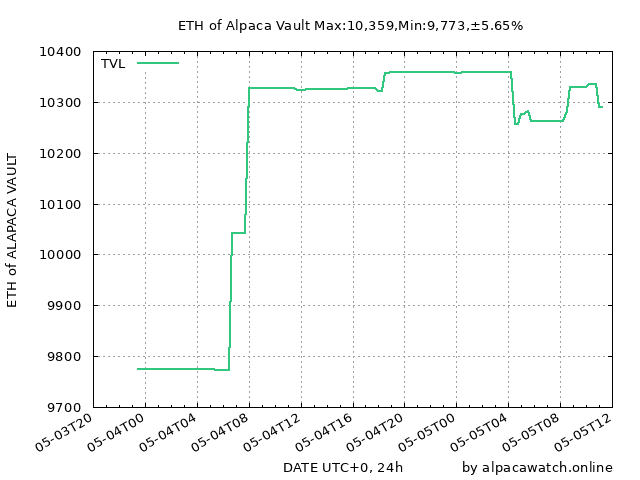 ETH of Alpaca Vault Max:10,359,Min:9,773,±5.65%
TVL
ETH of ALAPACA VAULT
10400
10300
10200
10100
10000
9900
9800
9700
05-03T20
05-04T00
05-04T04
05-04T08
05-04T12
05-04T16
05-04T20
05-05T00
05-05T04
05-05T08
05-05T12
DATE UTC+0, 24h
by alpacawatch.online